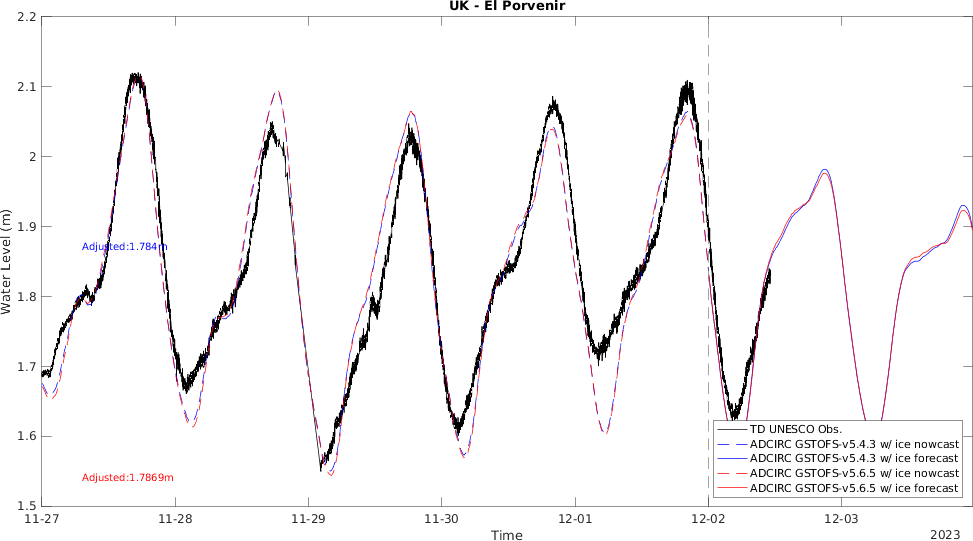 UK - El Porvenir
2.2
2.1
2
1.9
1.8
1.7
1.6
1.5
Water Level (m)
Adjusted:1.784m
Adjusted:1.7869m
TD UNESCO Obs.
ADCIRC GSTOFS-v5.4.3 w/ ice nowcast
ADCIRC GSTOFS-v5.4.3 w/ ice forecast
ADCIRC GSTOFS-v5.6.5 w/ ice nowcast
ADCIRC GSTOFS-v5.6.5 w/ ice forecast
11-27 11-28 11-29 11-30 12-01 12-02 12-03
Time
2023